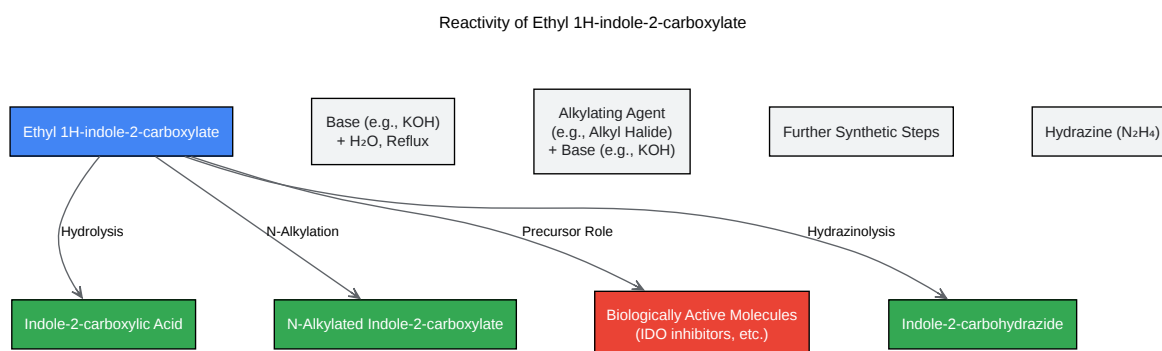 Reactivity of Ethyl 1H-indole-2-carboxylate
Ethyl 1H-indole-2-carboxylate
Base (e.g., KOH)
+ H₂O, Reflux
Alkylating Agent
(e.g., Alkyl Halide)
+ Base (e.g., KOH)
Further Synthetic Steps
Hydrazine (N₂H₄)
Hydrolysis
N-Alkylation
Precursor Role
Hydrazinolysis
Indole-2-carboxylic Acid
N-Alkylated Indole-2-carboxylate
Biologically Active Molecules
(IDO inhibitors, etc.)
Indole-2-carbohydrazide